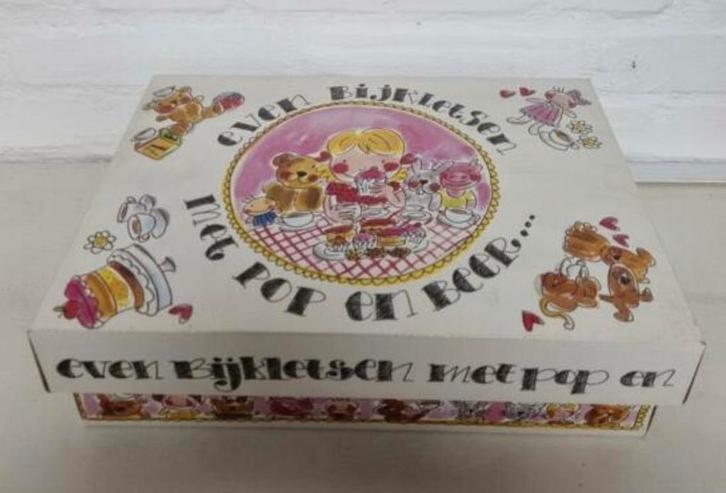 even Bijkletsen
met pop en Beer...
even Bijkletsen met pop en